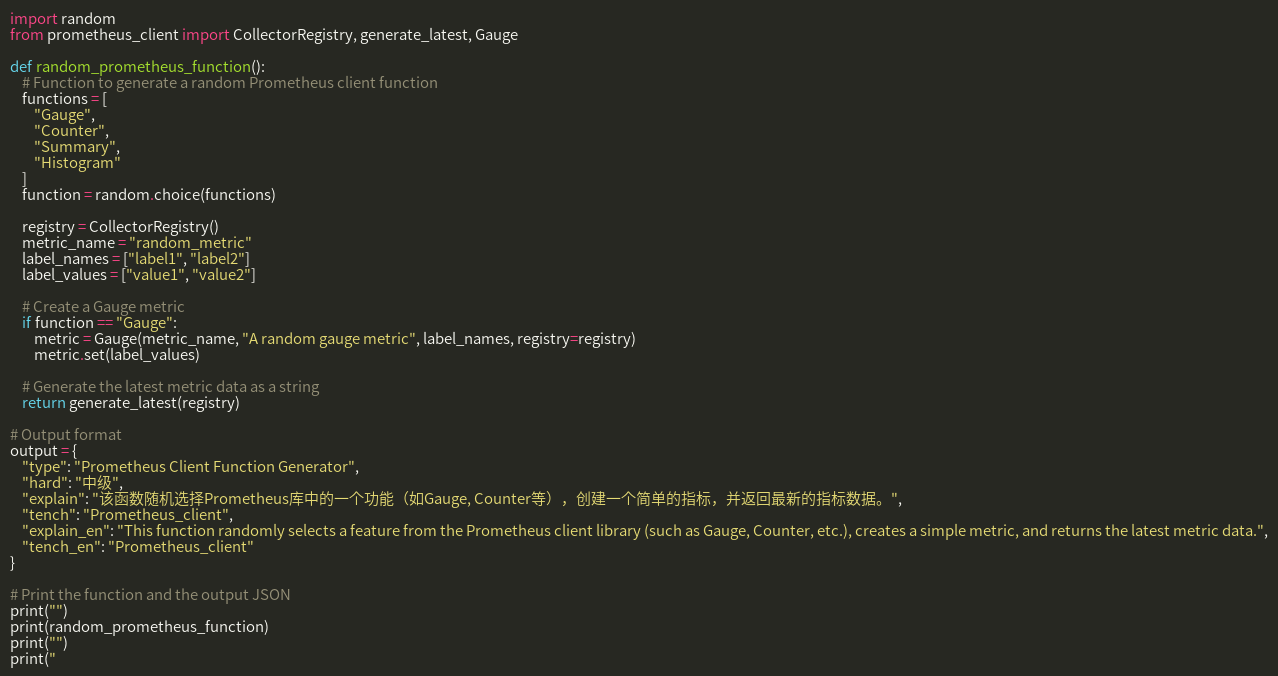 import random
from prometheus_client import CollectorRegistry, generate_latest, Gauge

def random_prometheus_function():
    # Function to generate a random Prometheus client function
    functions = [
        "Gauge",
        "Counter",
        "Summary",
        "Histogram"
    ]
    function = random.choice(functions)

    registry = CollectorRegistry()
    metric_name = "random_metric"
    label_names = ["label1", "label2"]
    label_values = ["value1", "value2"]

    # Create a Gauge metric
    if function == "Gauge":
        metric = Gauge(metric_name, "A random gauge metric", label_names, registry=registry)
        metric.set(label_values)

    # Generate the latest metric data as a string
    return generate_latest(registry)

# Output format
output = {
    "type": "Prometheus Client Function Generator",
    "hard": "中级",
    "explain": "该函数随机选择Prometheus库中的一个功能（如Gauge, Counter等），创建一个简单的指标，并返回最新的指标数据。",
    "tench": "Prometheus_client",
    "explain_en": "This function randomly selects a feature from the Prometheus client library (such as Gauge, Counter, etc.), creates a simple metric, and returns the latest metric data.",
    "tench_en": "Prometheus_client"
}

# Print the function and the output JSON
print("")
print(random_prometheus_function)
print("")
print("